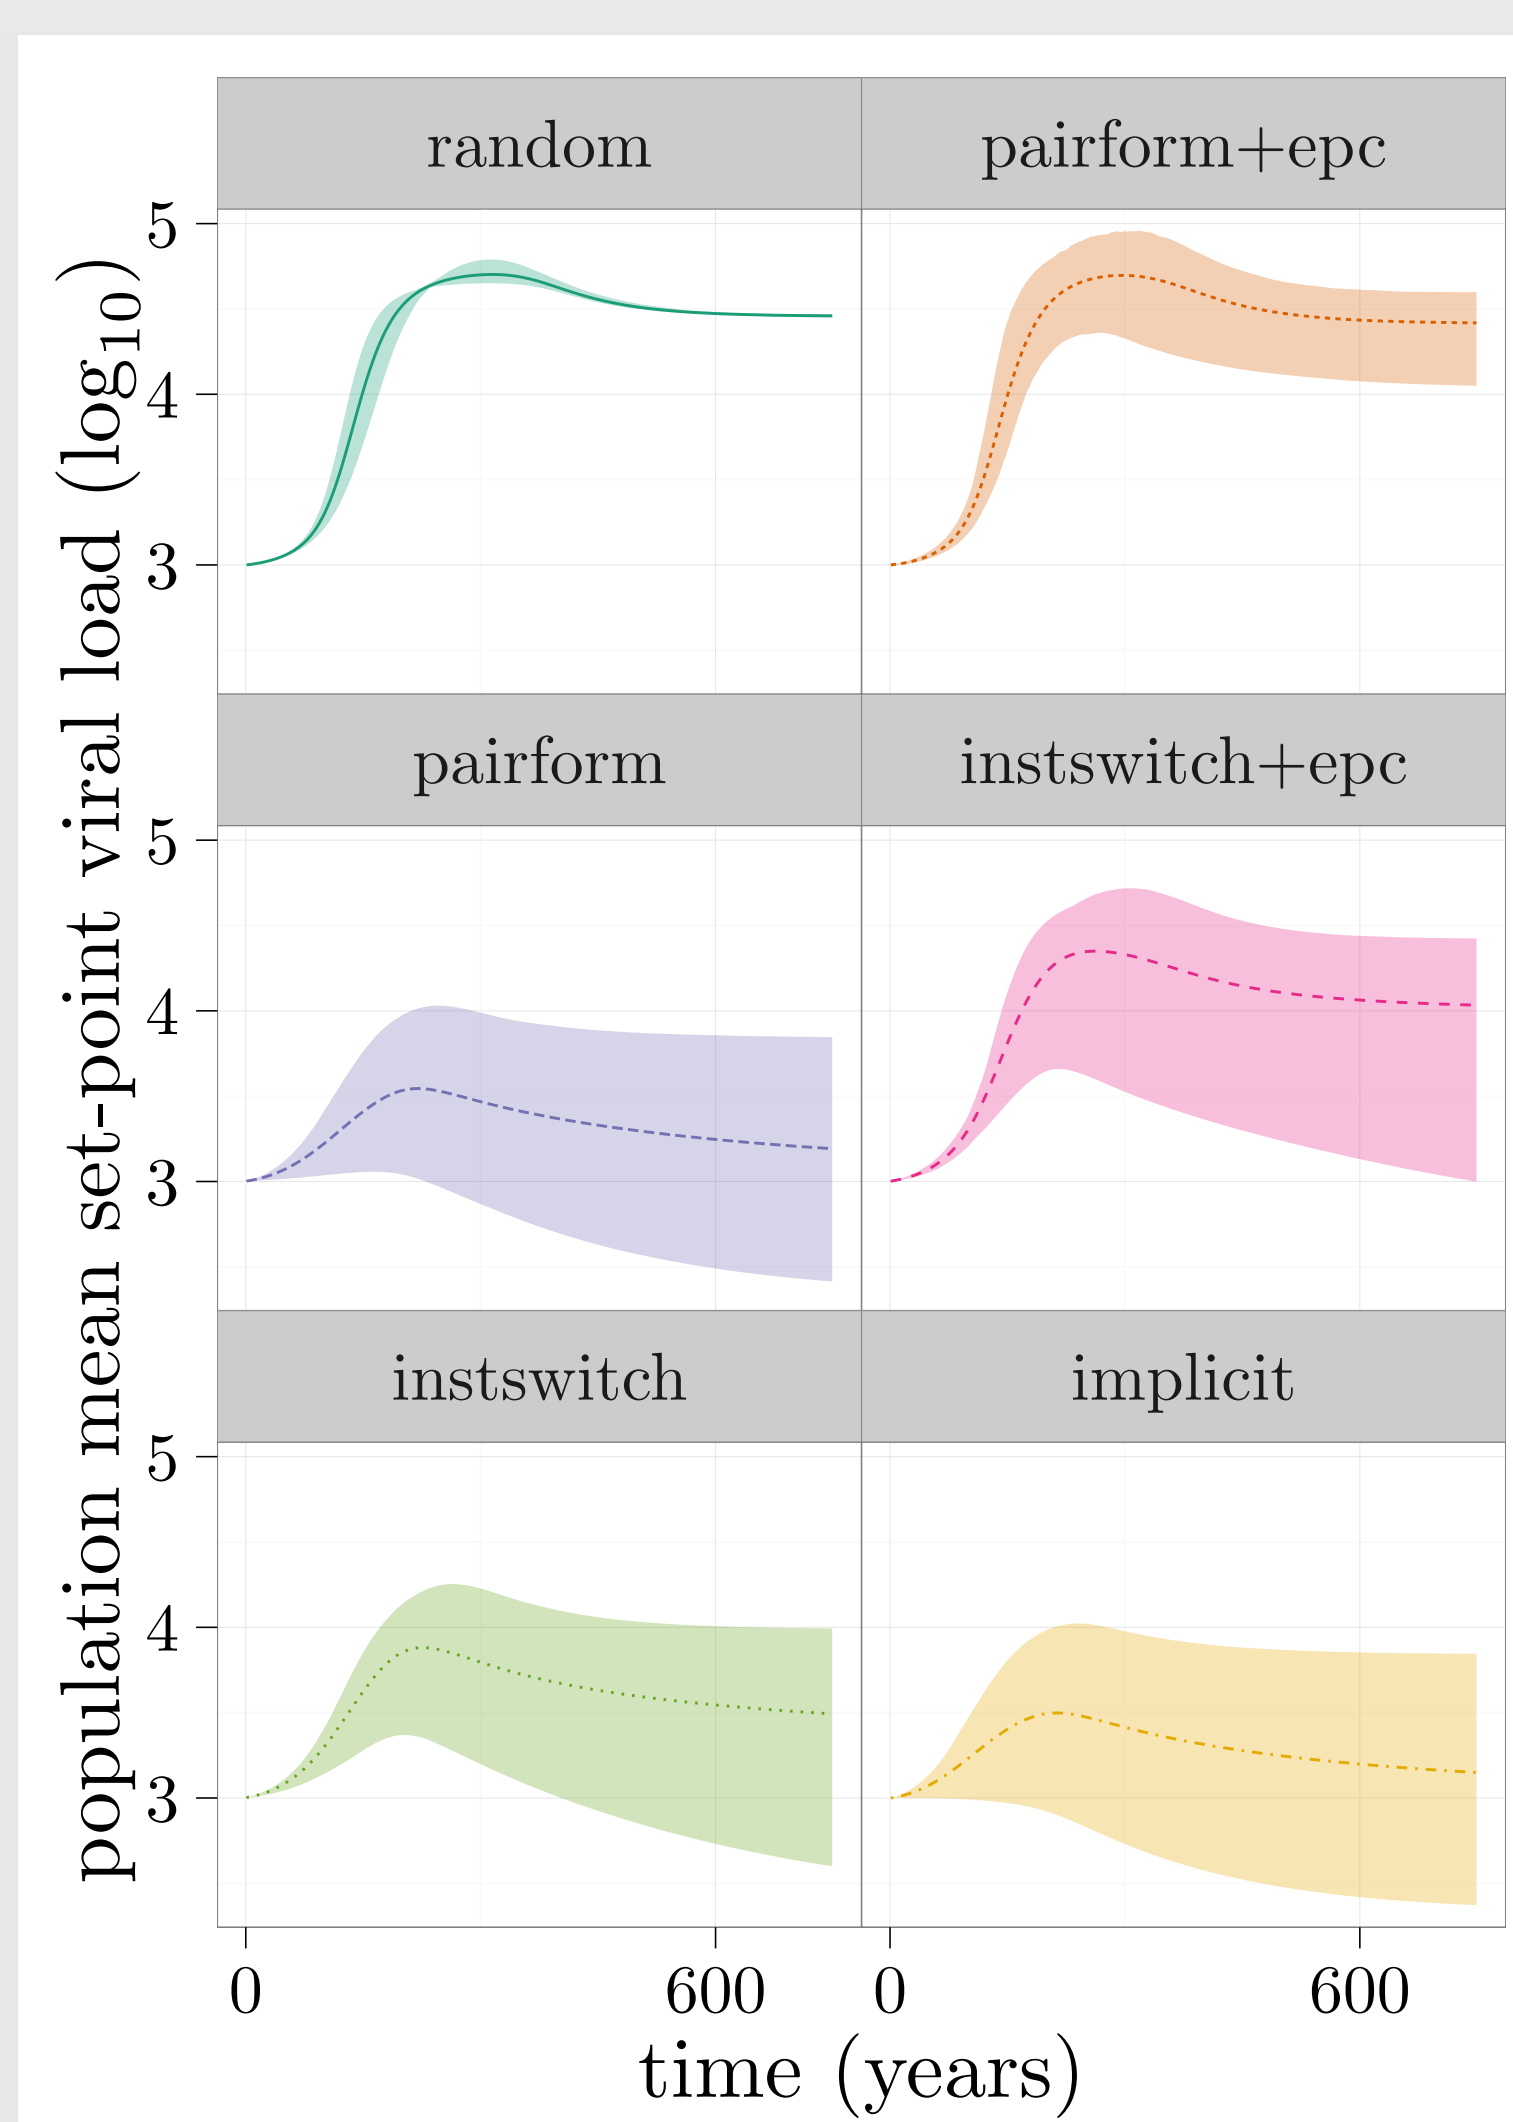 population mean set-point viral load (log₁₀)
random
pairform+epc
5
4
3
pairform
instswitch+epc
5
4
3
instswitch
implicit
5
4
3
0 600 0 600
time (years)